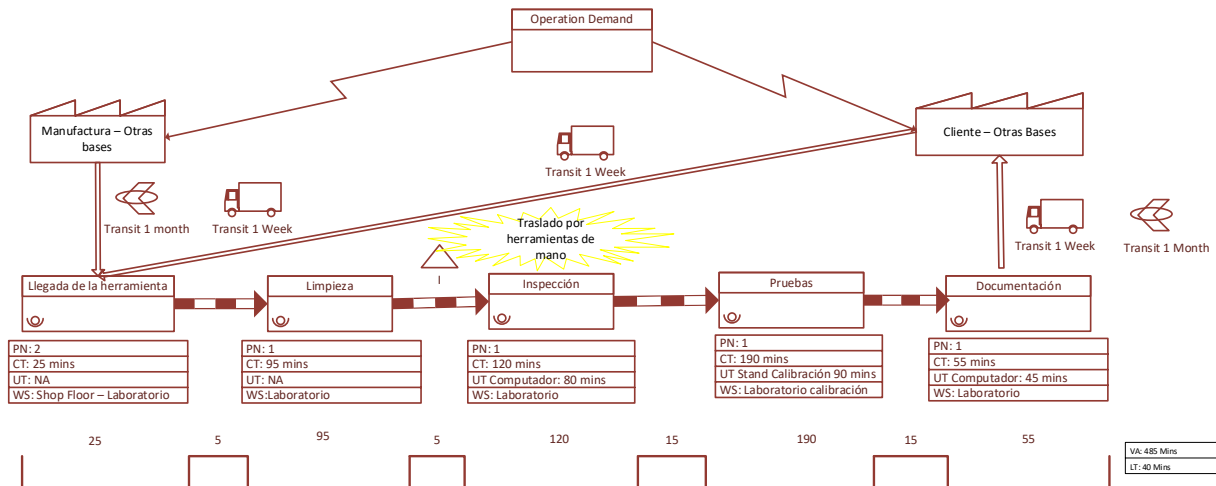 Operation Demand
Manufactura – Otras
bases
Cliente – Otras Bases
Transit 1 Week
Transit 1 month
Transit 1 Week
Transit 1 Week
Transit 1 Month
Traslado por
herramientas de
mano
I
Llegada de la herramienta
Limpieza
Inspección
Pruebas
Documentación
PN: 2
CT: 25 mins
UT: NA
WS: Shop Floor – Laboratorio
PN: 1
CT: 95 mins
UT: NA
WS:Laboratorio
PN: 1
CT: 120 mins
UT Computador: 80 mins
WS: Laboratorio
PN: 1
CT: 190 mins
UT Stand Calibración 90 mins
WS: Laboratorio calibración
PN: 1
CT: 55 mins
UT Computador: 45 mins
WS: Laboratorio
25
5
95
5
120
15
190
15
55
VA: 485 Mins
LT: 40 Mins